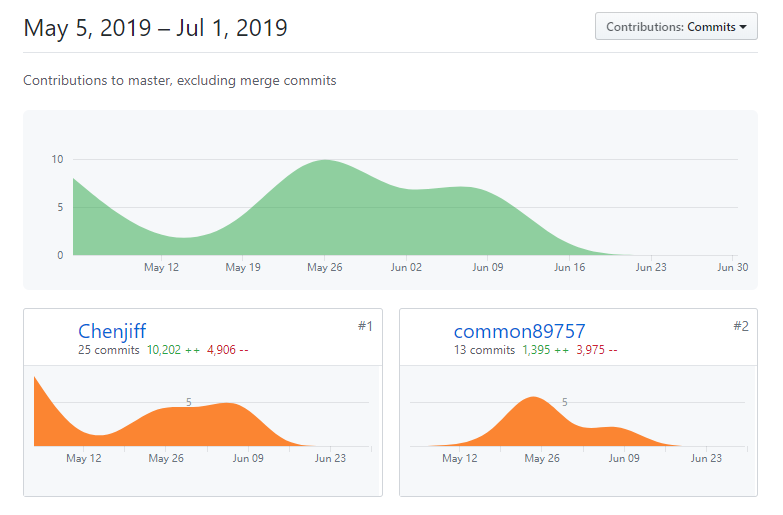 May 5, 2019 – Jul 1, 2019
Contributions: Commits
Contributions to master, excluding merge commits
10
5
0
May 12 May 19 May 26 Jun 02 Jun 09 Jun 16 Jun 23 Jun 30
Chenjiff #1
25 commits 10,202 ++ 4,906 --
5
May 12 May 26 Jun 09 Jun 23
common89757 #2
13 commits 1,395 ++ 3,975 --
5
May 12 May 26 Jun 09 Jun 23